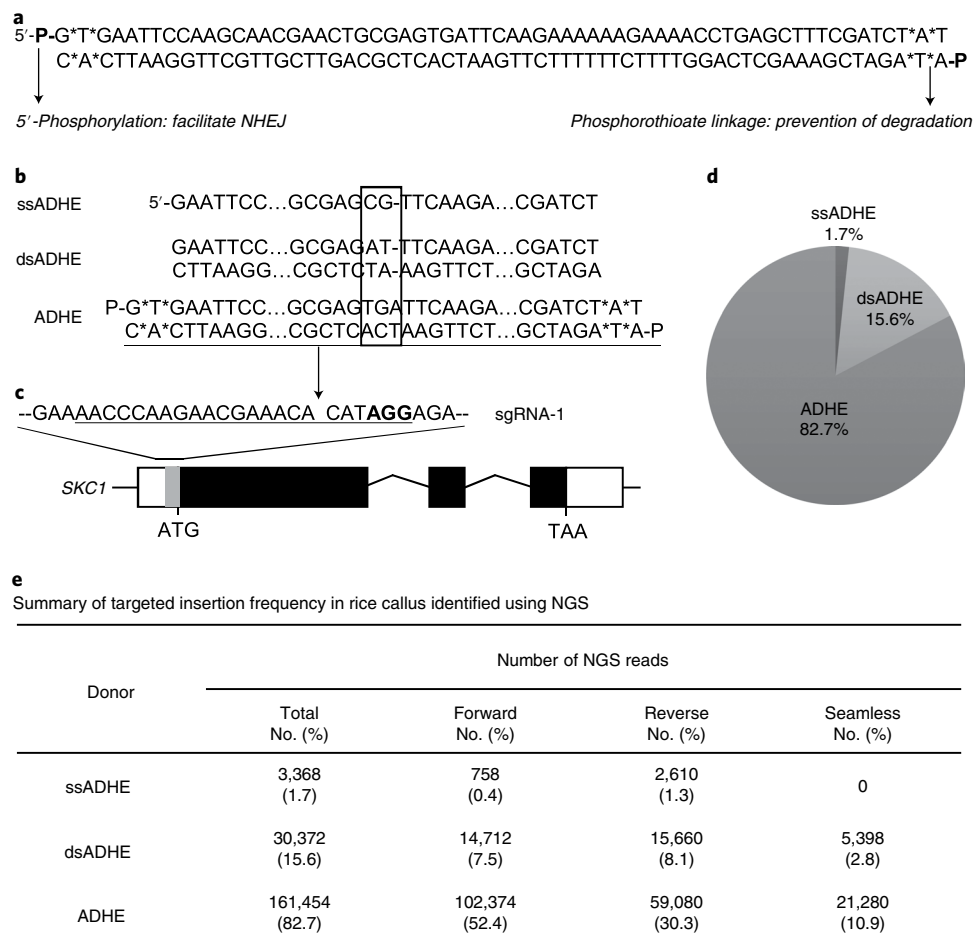 a
5′-P-G*T*GAATTCCAAGCAACGAACTGCGAGTGATTCAAGAAAAAAGAAAACCTGAGCTTTCGATCT*A*T
C*A*CTTAAGGTTCGTTGCTTGACGCTCACTAAGTTCTTTTTTCTTTTGGACTCGAAAGCTAGA*T*A-P
5′-Phosphorylation: facilitate NHEJ
Phosphorothioate linkage: prevention of degradation
b
ssADHE 5′-GAATTCC...GCGAGCG-TTCAAGA...CGATCT
GAATTCC...GCGAGAT-TTCAAGA...CGATCT
dsADHE
CTTAAGG...CGCTCTA-AAGTTCT...GCTAGA
P-G*T*GAATTCC...GCGAGTGATTCAAGA...CGATCT*A*T
ADHE
C*A*CTTAAGG...CGCTCACTAAGTTCT...GCTAGA*T*A-P
c
--GAAAACCCAAGAACGAAACA CATAGGAGA-- sgRNA-1
SKC1
ATG TAA
d
ssADHE
1.7%
dsADHE
15.6%
ADHE
82.7%
e
Summary of targeted insertion frequency in rice callus identified using NGS
Number of NGS reads
Donor
Total Forward Reverse Seamless
No. (%) No. (%) No. (%) No. (%)
ssADHE 3,368 758 2,610 0
(1.7) (0.4) (1.3)
dsADHE 30,372 14,712 15,660 5,398
(15.6) (7.5) (8.1) (2.8)
ADHE 161,454 102,374 59,080 21,280
(82.7) (52.4) (30.3) (10.9)